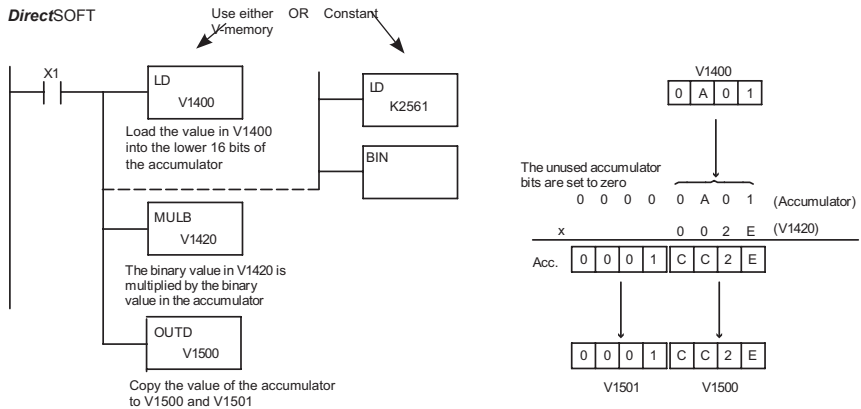 DirectSOFT
Use either OR Constant
V-memory
X1
LD
V1400
Load the value in V1400
into the lower 16 bits of
the accumulator
LD
K2561
BIN
MULB
V1420
The binary value in V1420 is
multiplied by the binary
value in the accumulator
OUTD
V1500
Copy the value of the accumulator
to V1500 and V1501
V1400
0 A 0 1
The unused accumulator
bits are set to zero
0 0 0 0 0 A 0 1 (Accumulator)
x 0 0 2 E (V1420)
Acc. 0 0 0 1 C C 2 E
0 0 0 1 C C 2 E
V1501 V1500